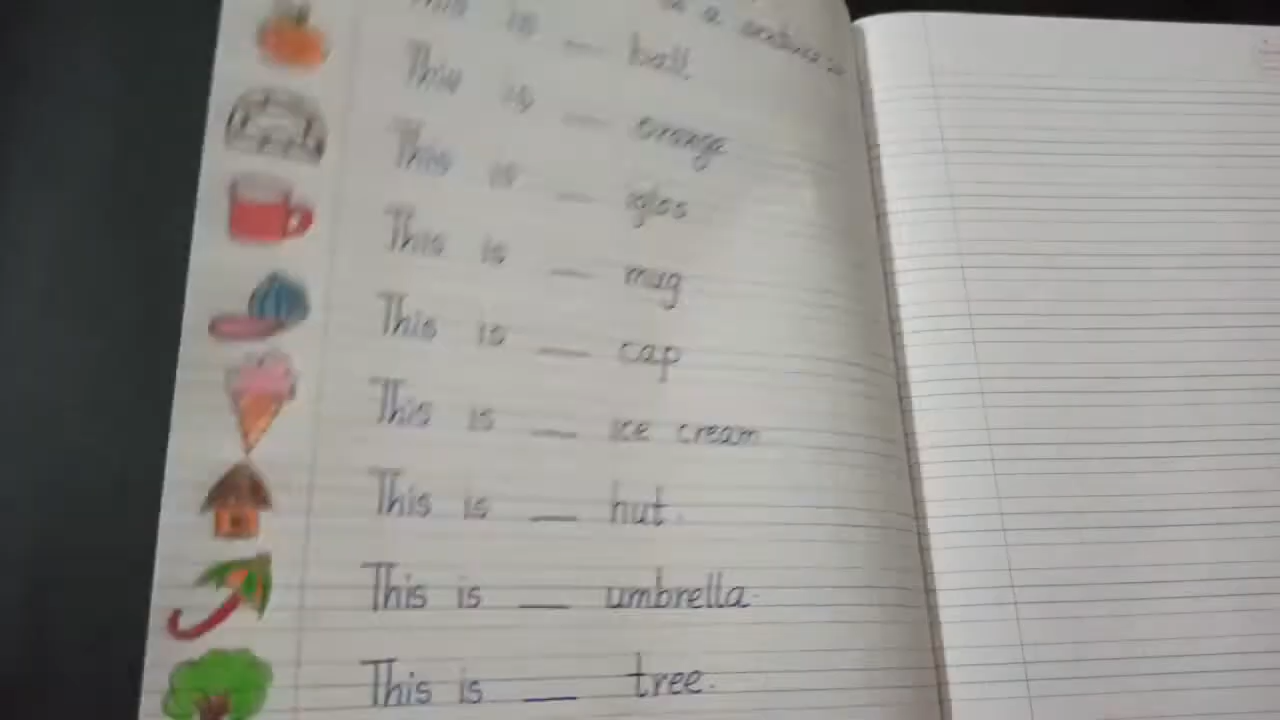 a sentence :-
This is __ ball.
This is __ orange
This is __ igloo
This is __ mug
This is __ cap
This is __ ice cream
This is __ hut.
This is __ umbrella.
This is __ tree.